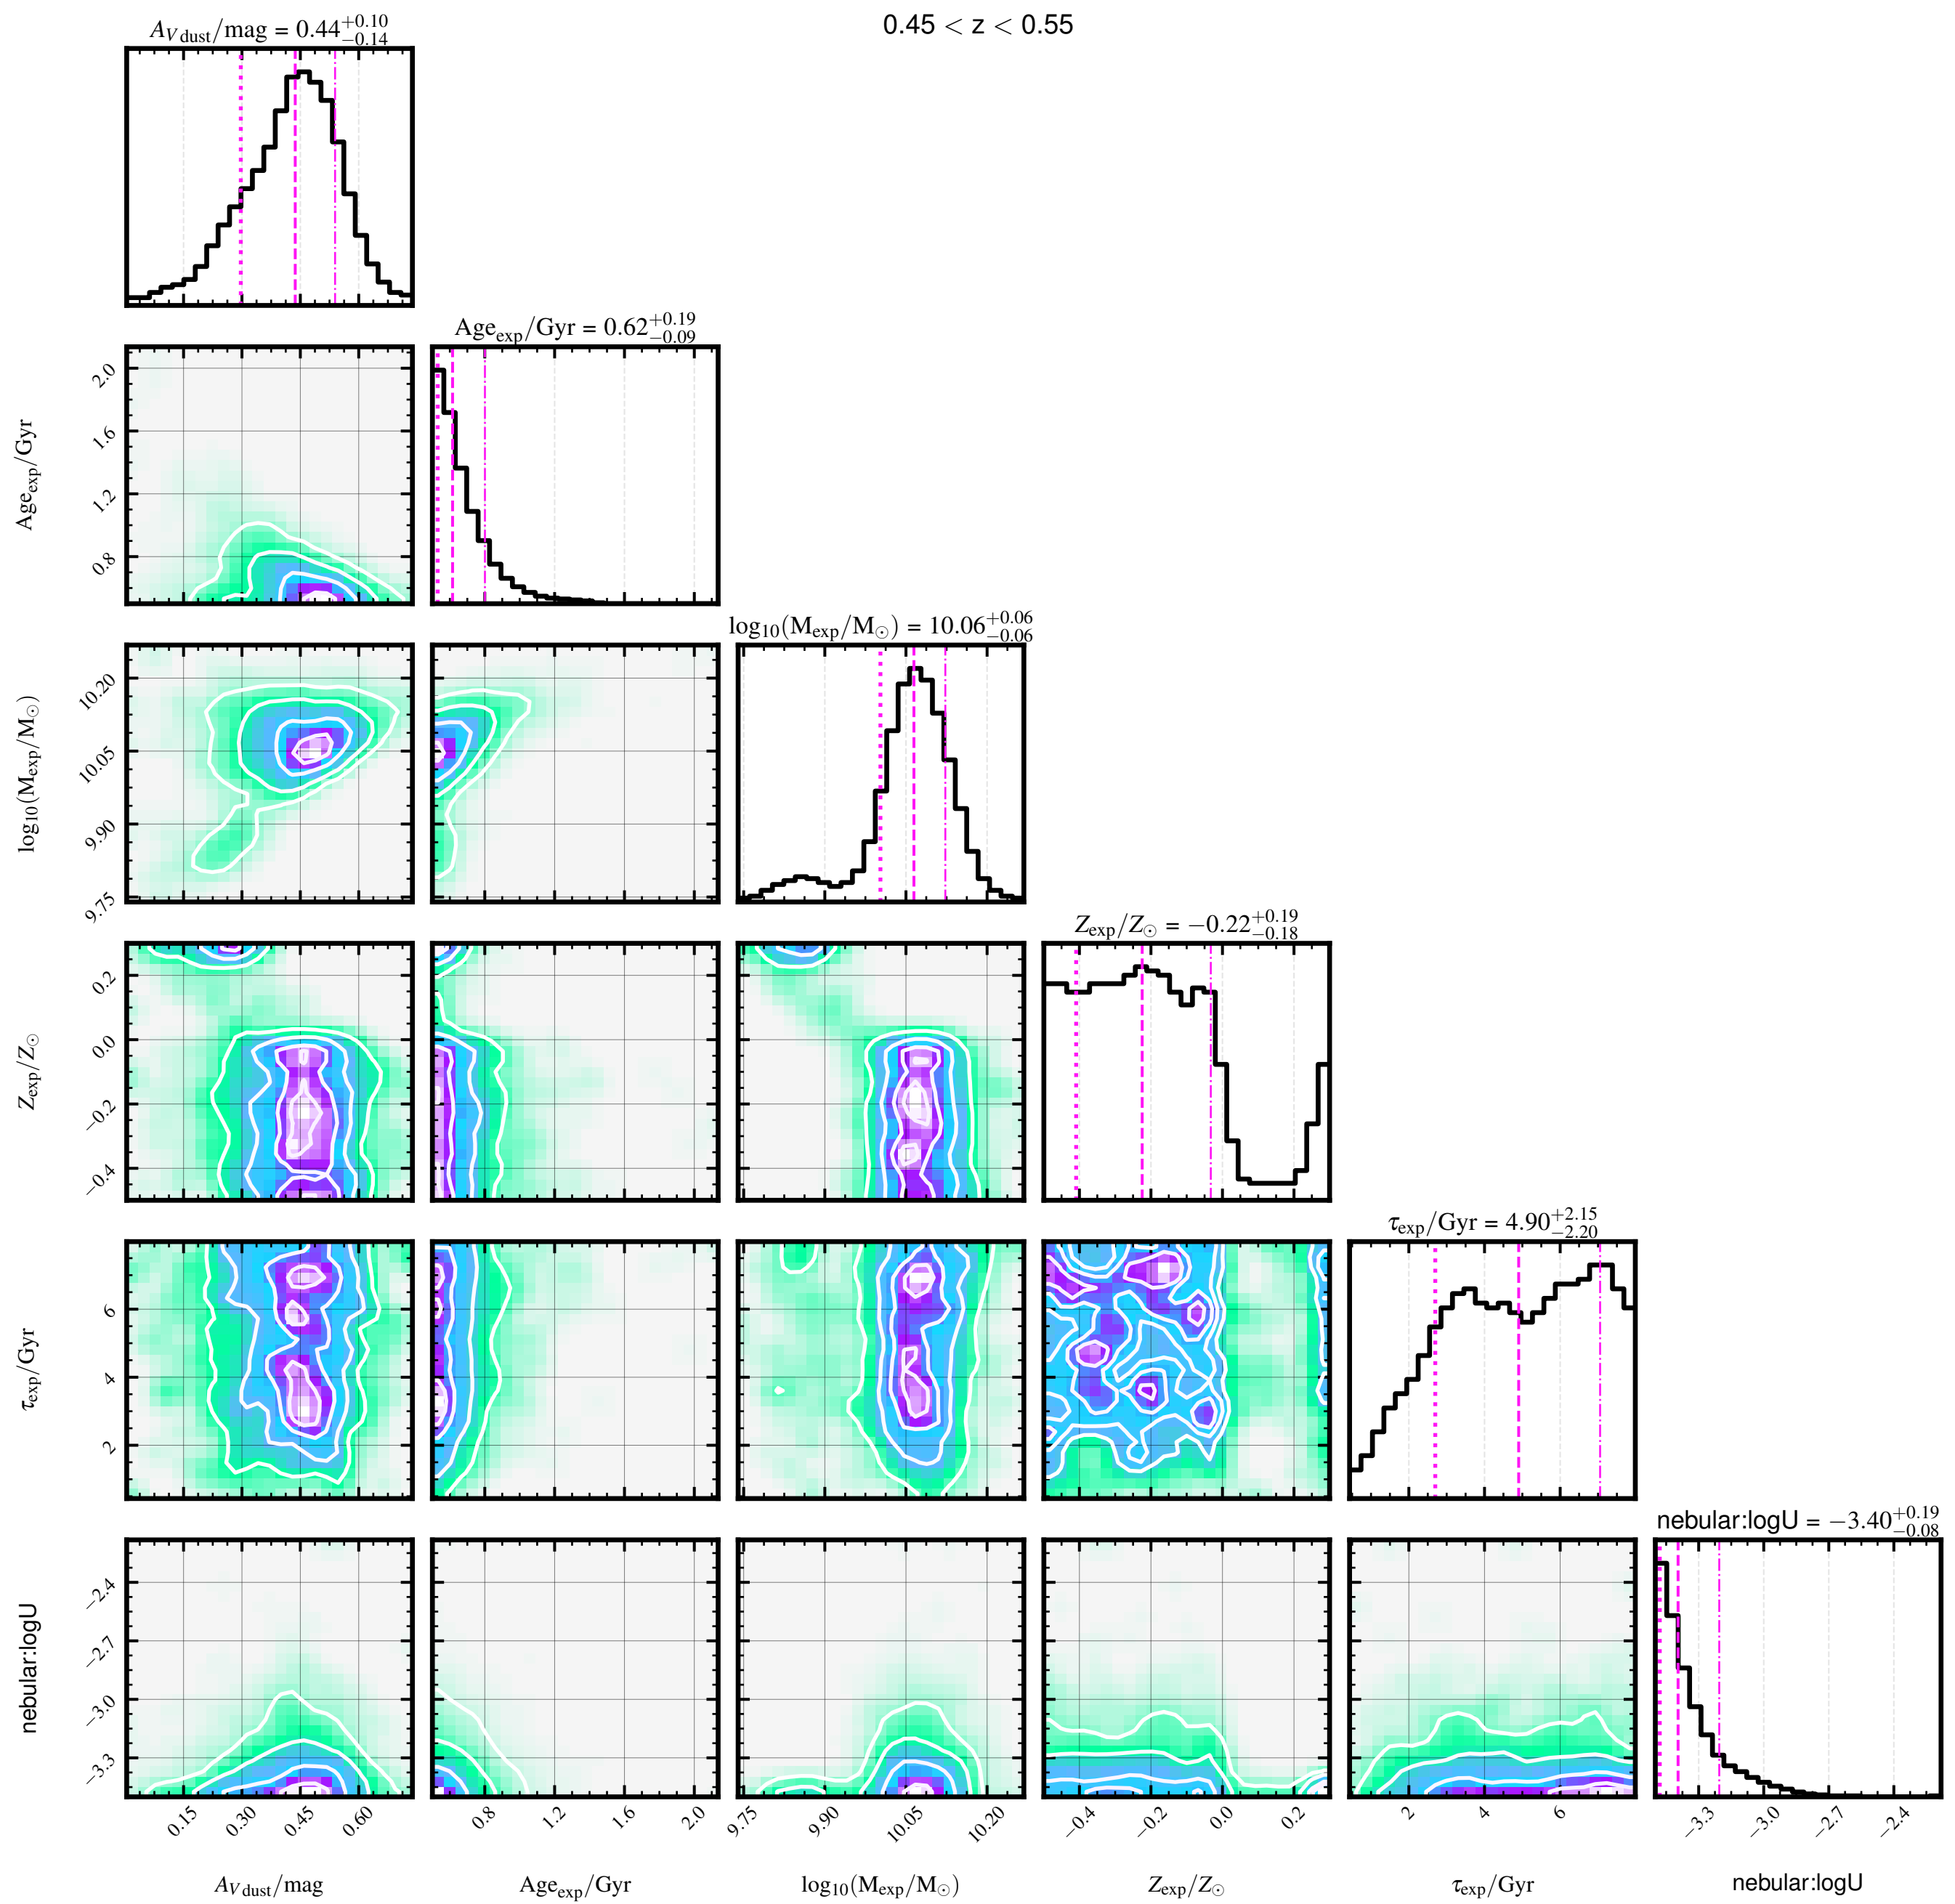 0.45 < z < 0.55
A_V dust/mag = 0.44 +0.10 −0.14
Age_exp/Gyr = 0.62 +0.19 −0.09
Age_exp/Gyr
2.0
1.6
1.2
0.8
log10(M_exp/M⊙) = 10.06 +0.06 −0.06
log10(M_exp/M⊙)
10.20
10.05
9.90
9.75
Z_exp/Z⊙ = −0.22 +0.19 −0.18
Z_exp/Z⊙
0.2
0.0
−0.2
−0.4
τ_exp/Gyr = 4.90 +2.15 −2.20
τ_exp/Gyr
6
4
2
nebular:logU = −3.40 +0.19 −0.08
nebular:logU
−2.4
−2.7
−3.0
−3.3
0.15 0.30 0.45 0.60
0.8 1.2 1.6 2.0
9.75 9.90 10.05 10.20
−0.4 −0.2 0.0 0.2
2 4 6
−3.3 −3.0 −2.7 −2.4
A_V dust/mag
Age_exp/Gyr
log10(M_exp/M⊙)
Z_exp/Z⊙
τ_exp/Gyr
nebular:logU